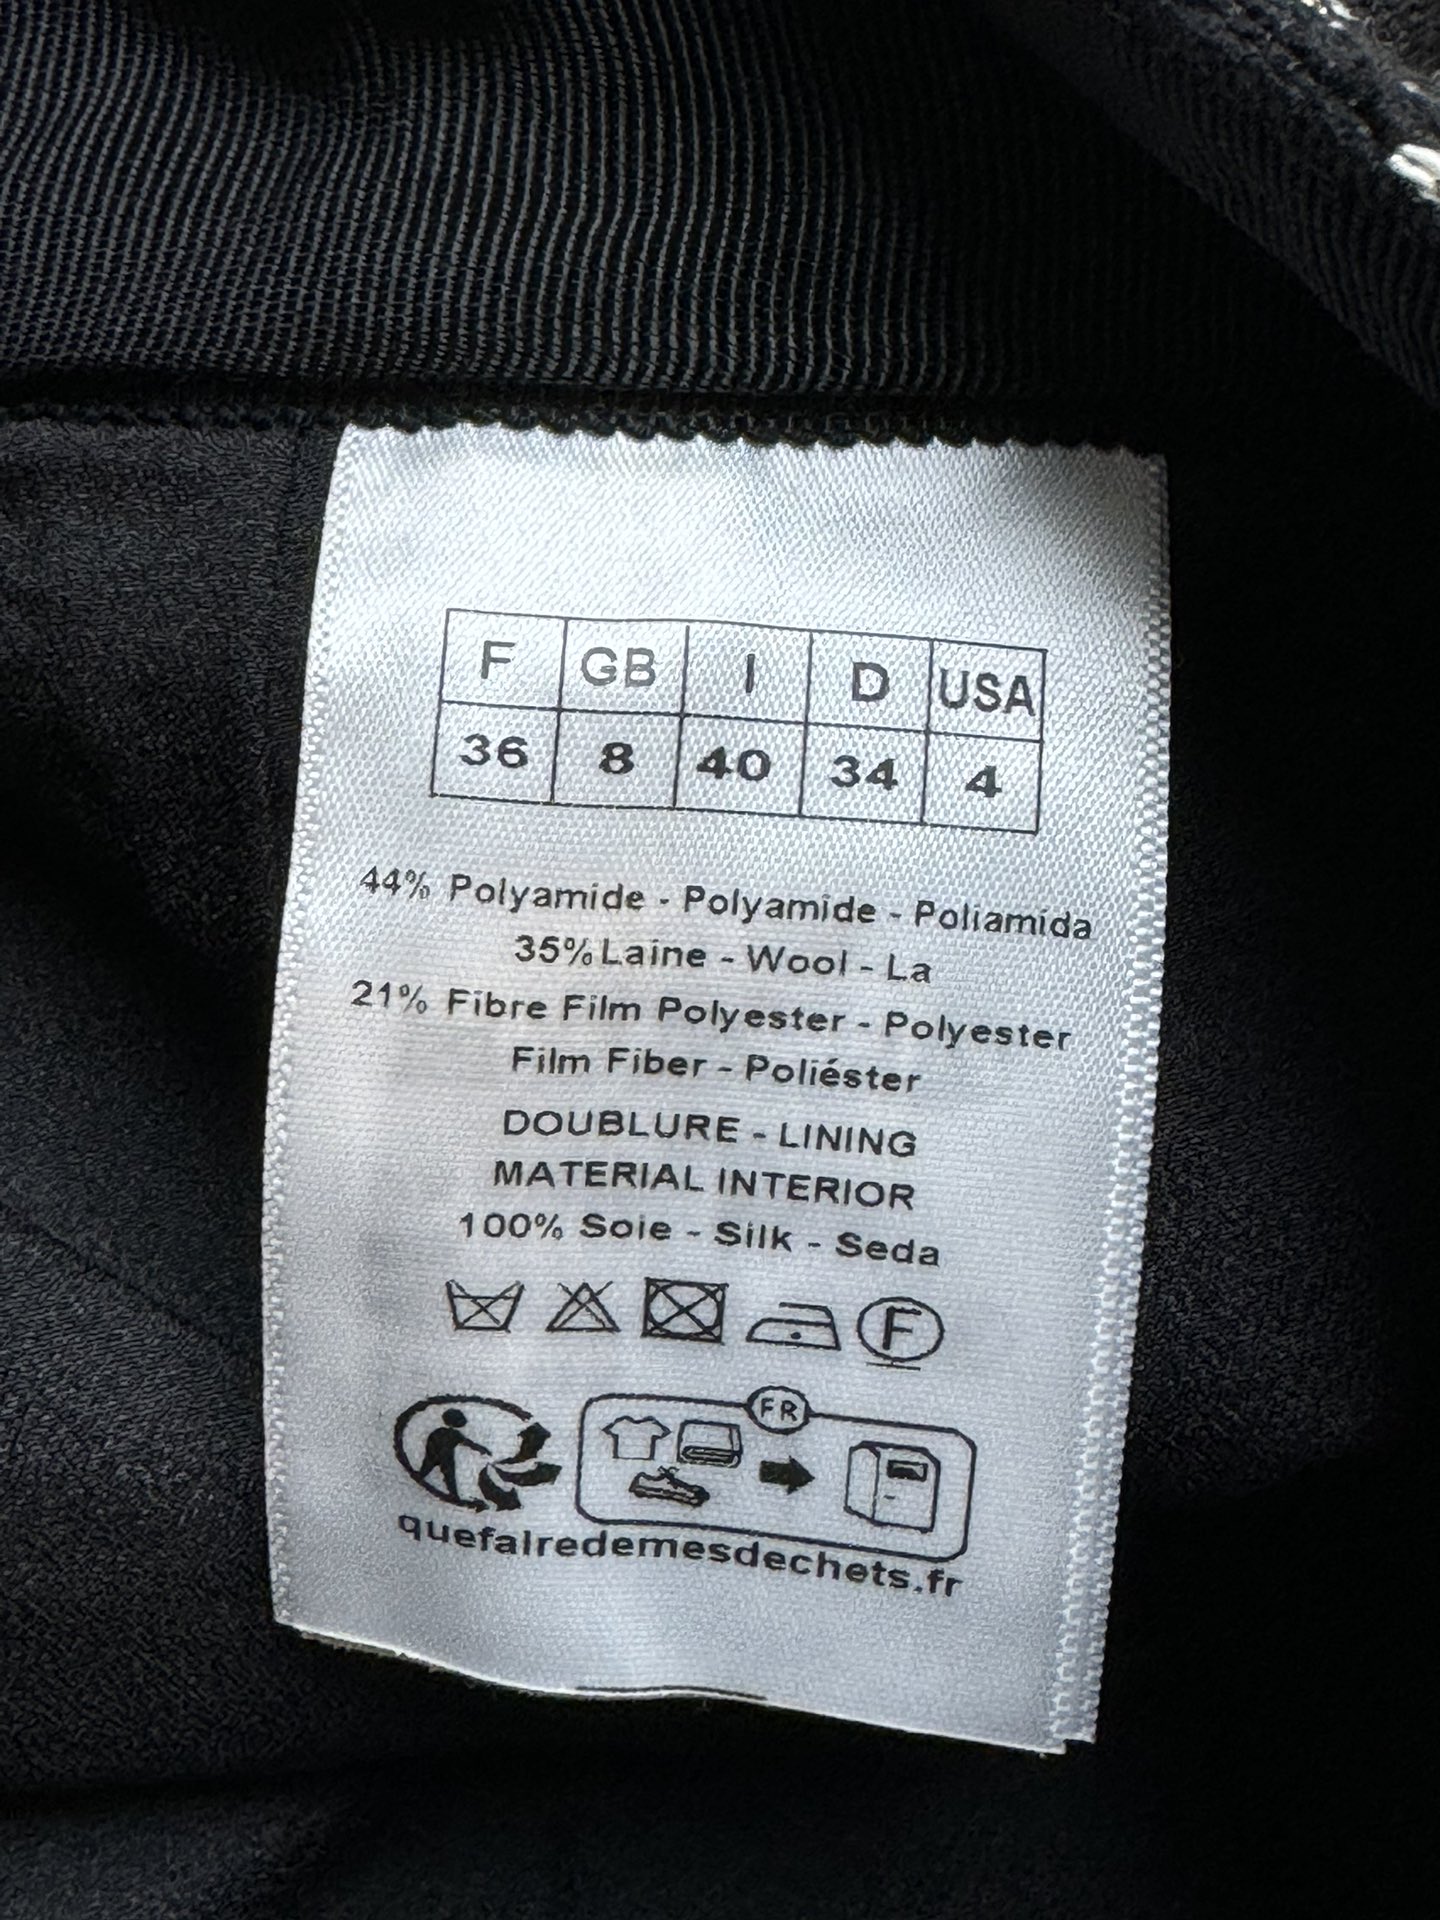 F GB I D USA
36 8 40 34 4
44% Polyamide - Polyamide - Poliamida
35% Laine - Wool - La
21% Fibre Film Polyester - Polyester
Film Fiber - Poliéster
DOUBLURE - LINING
MATERIAL INTERIOR
100% Soie - Silk - Seda
F
FR
quefairedemesdechets.fr